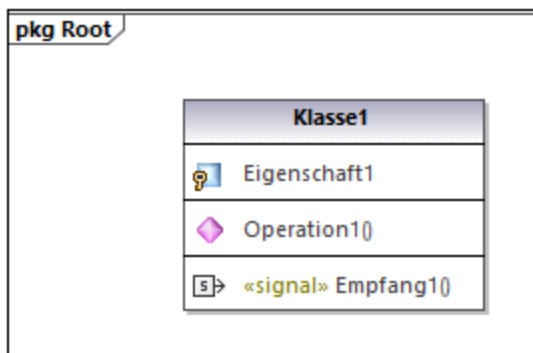 pkg Root
Klasse1
Eigenschaft1
Operation1()
s «signal» Empfang1()